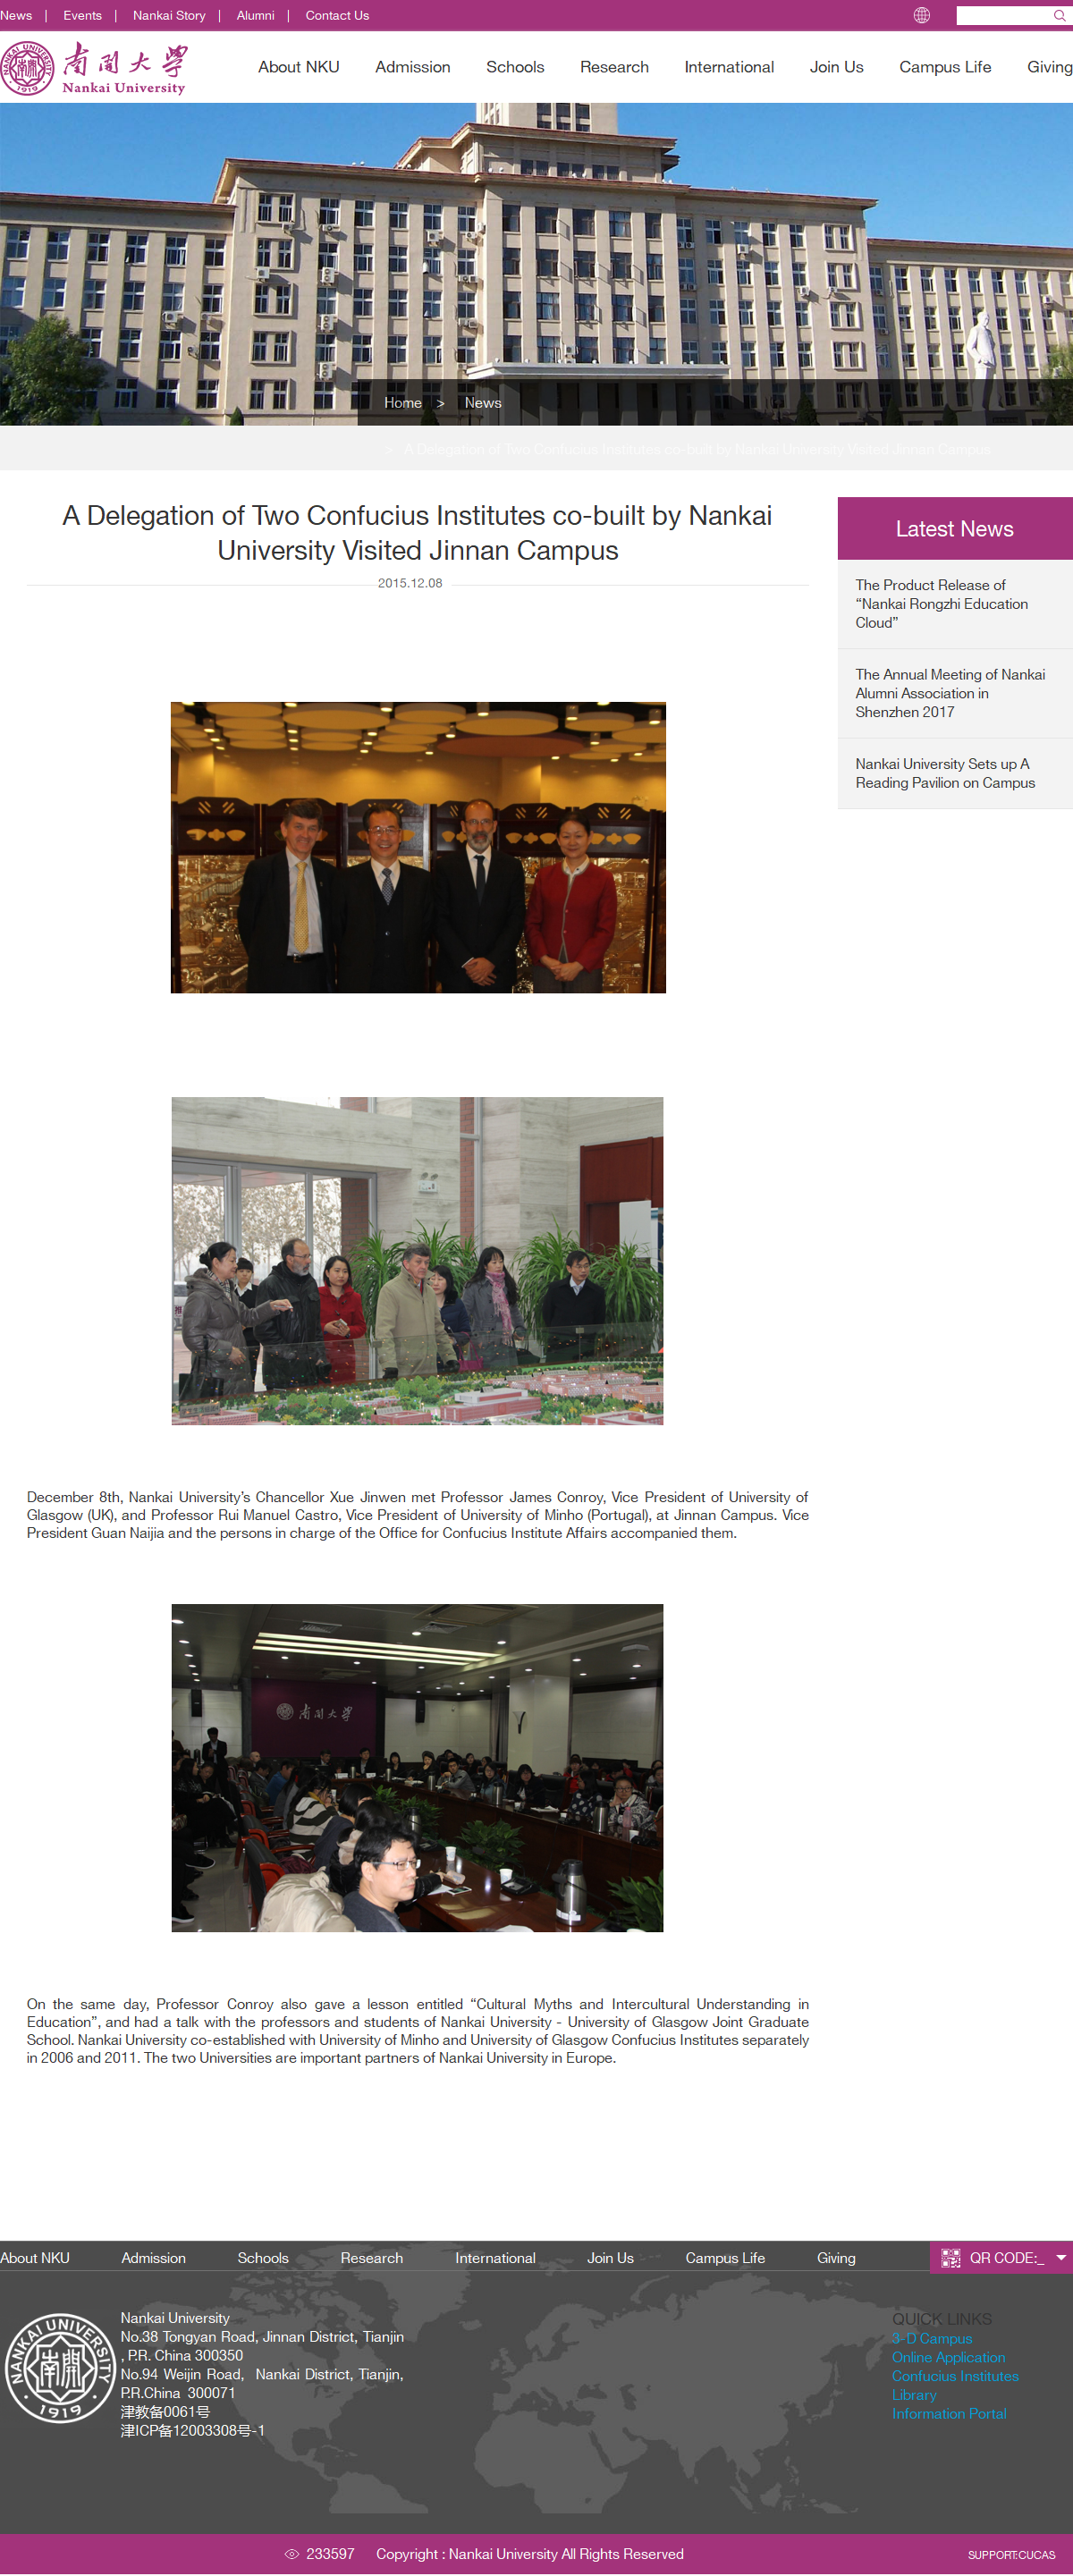 News | Events | Nankai Story | Alumni | Contact Us
NANKAI UNIVERSITY
1919
南開大學
Nankai University
About NKU Admission Schools Research International Join Us Campus Life Giving
Home > News
> A Delegation of Two Confucius Institutes co-built by Nankai University Visited Jinnan Campus
A Delegation of Two Confucius Institutes co-built by Nankai
University Visited Jinnan Campus
2015.12.08
Latest News
The Product Release of
“Nankai Rongzhi Education
Cloud”
The Annual Meeting of Nankai
Alumni Association in
Shenzhen 2017
Nankai University Sets up A
Reading Pavilion on Campus
December 8th, Nankai University’s Chancellor Xue Jinwen met Professor James Conroy, Vice President of University of
Glasgow (UK), and Professor Rui Manuel Castro, Vice President of University of Minho (Portugal), at Jinnan Campus. Vice
President Guan Naijia and the persons in charge of the Office for Confucius Institute Affairs accompanied them.
南開大學
On the same day, Professor Conroy also gave a lesson entitled “Cultural Myths and Intercultural Understanding in
Education”, and had a talk with the professors and students of Nankai University - University of Glasgow Joint Graduate
School. Nankai University co-established with University of Minho and University of Glasgow Confucius Institutes separately
in 2006 and 2011. The two Universities are important partners of Nankai University in Europe.
About NKU Admission Schools Research International Join Us Campus Life Giving
QR CODE:_
NANKAI UNIVERSITY
1919
Nankai University
No.38 Tongyan Road, Jinnan District, Tianjin
, P.R. China 300350
No.94 Weijin Road, Nankai District, Tianjin,
P.R.China 300071
津教备0061号
津ICP备12003308号-1
QUICK LINKS
3-D Campus
Online Application
Confucius Institutes
Library
Information Portal
233597 Copyright : Nankai University All Rights Reserved
SUPPORT:CUCAS